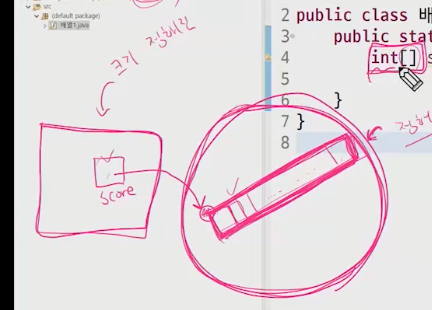 src
(default package)
배열1.java
크기 정해진
score
2 public class 배
3 public stat
4 int[] s
5
6 }
7 }
8
정해